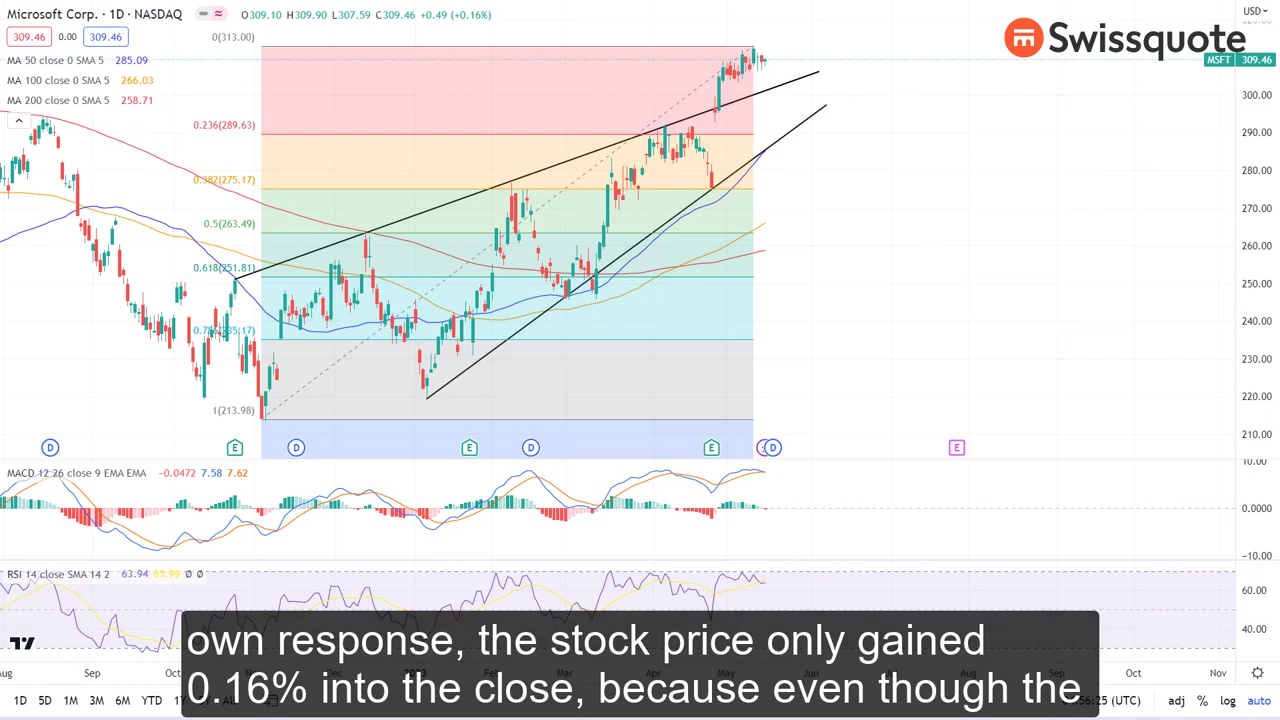 Microsoft Corp. · 1D · NASDAQ
O309.10 H309.90 L307.59 C309.46 +0.49 (+0.16%)
USD
Swissquote
309.46 0.00 309.46
0(313.00)
MA 50 close 0 SMA 5 285.09
MSFT 309.46
MA 100 close 0 SMA 5 266.03
MA 200 close 0 SMA 5 258.71
300.00
0.236(289.63)
290.00
280.00
0.382(275.17)
270.00
0.5(263.49)
260.00
0.618(251.81)
250.00
240.00
230.00
220.00
1(213.98)
210.00
D E D E D E D E
10.00
MACD 12 26 close 9 EMA EMA −0.0472 7.58 7.62
0.0000
−10.00
RSI 14 close SMA 14 2 63.94 65.99 Ø Ø
60.00
40.00
own response, the stock price only gained
0.16% into the close, because even though the
Aug Sep Oct Oct Nov
1D 5D 1M 3M 6M YTD 1Y
(UTC) adj % log auto